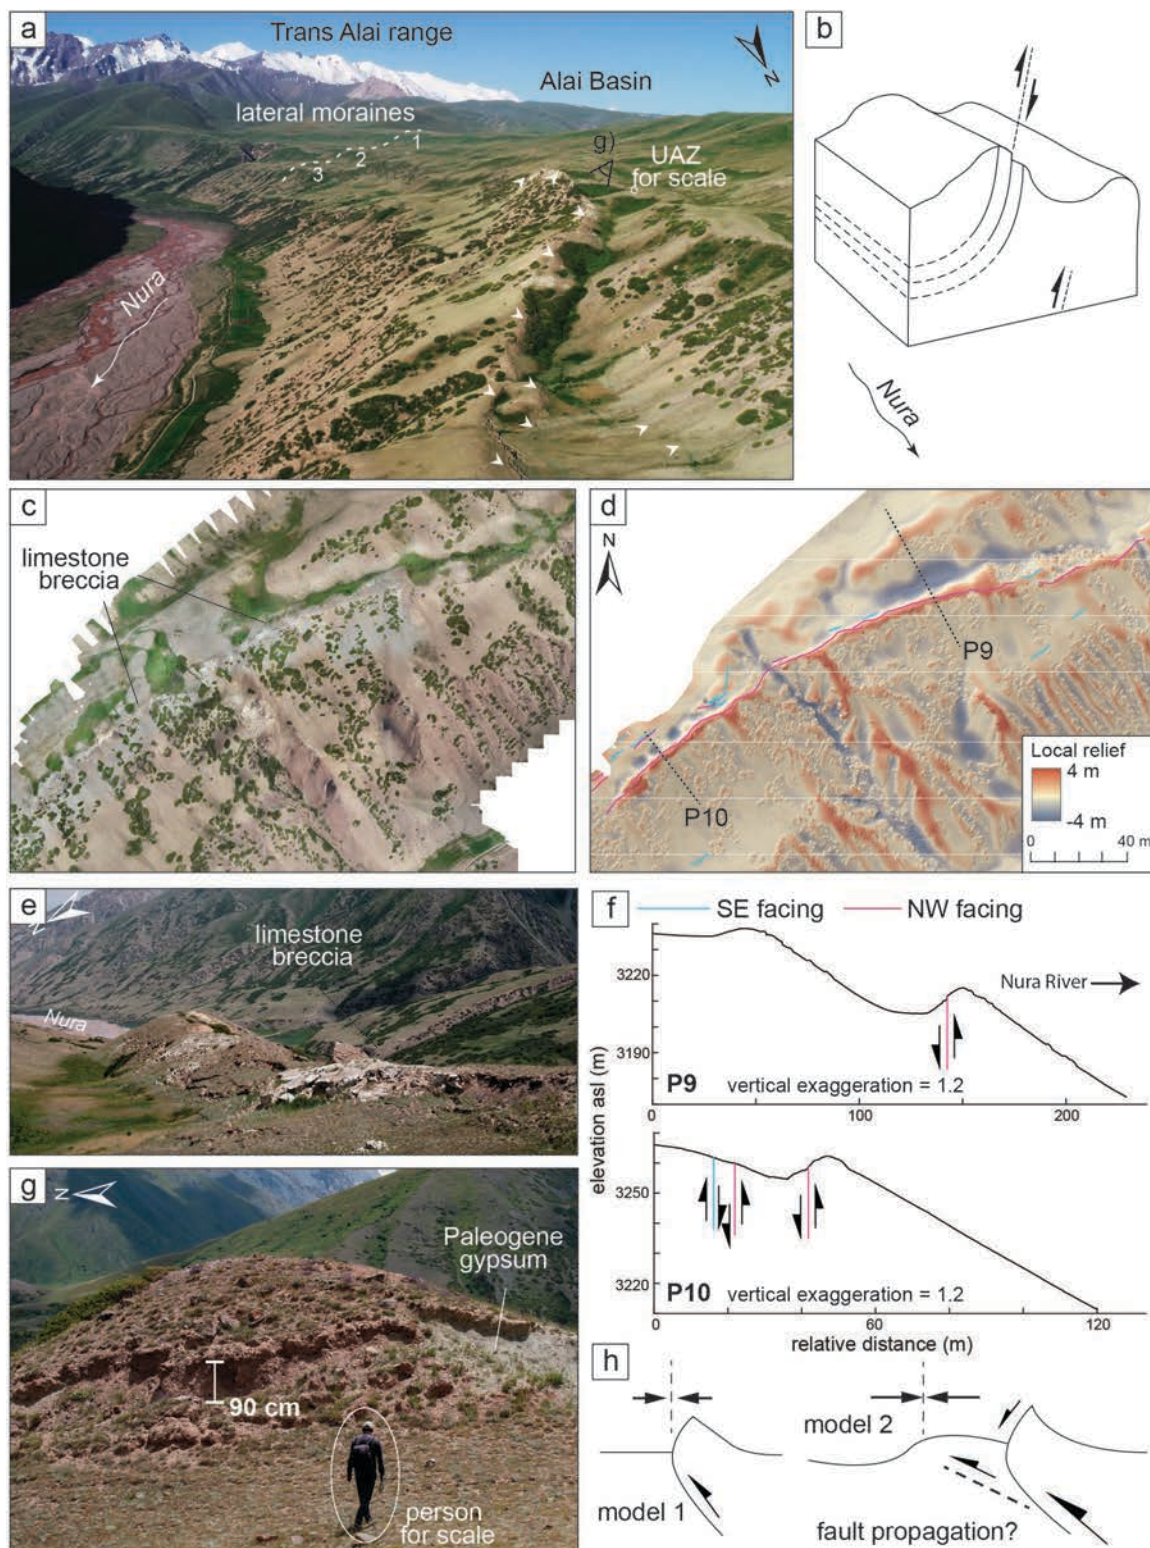 a
Trans Alai range
Alai Basin
N
lateral moraines
1
2
3
g)
UAZ
for scale
Nura
b
Nura
c
limestone
breccia
d
N
P9
P10
Local relief
4 m
-4 m
0
40 m
e
N
limestone
breccia
Nura
f
SE facing
NW facing
3220
3190
Nura River
P9
vertical exaggeration = 1.2
0
100
200
elevation asl (m)
3250
3220
P10
vertical exaggeration = 1.2
0
60
120
relative distance (m)
g
N
Paleogene
gypsum
90 cm
person
for scale
h
model 1
model 2
fault propagation?